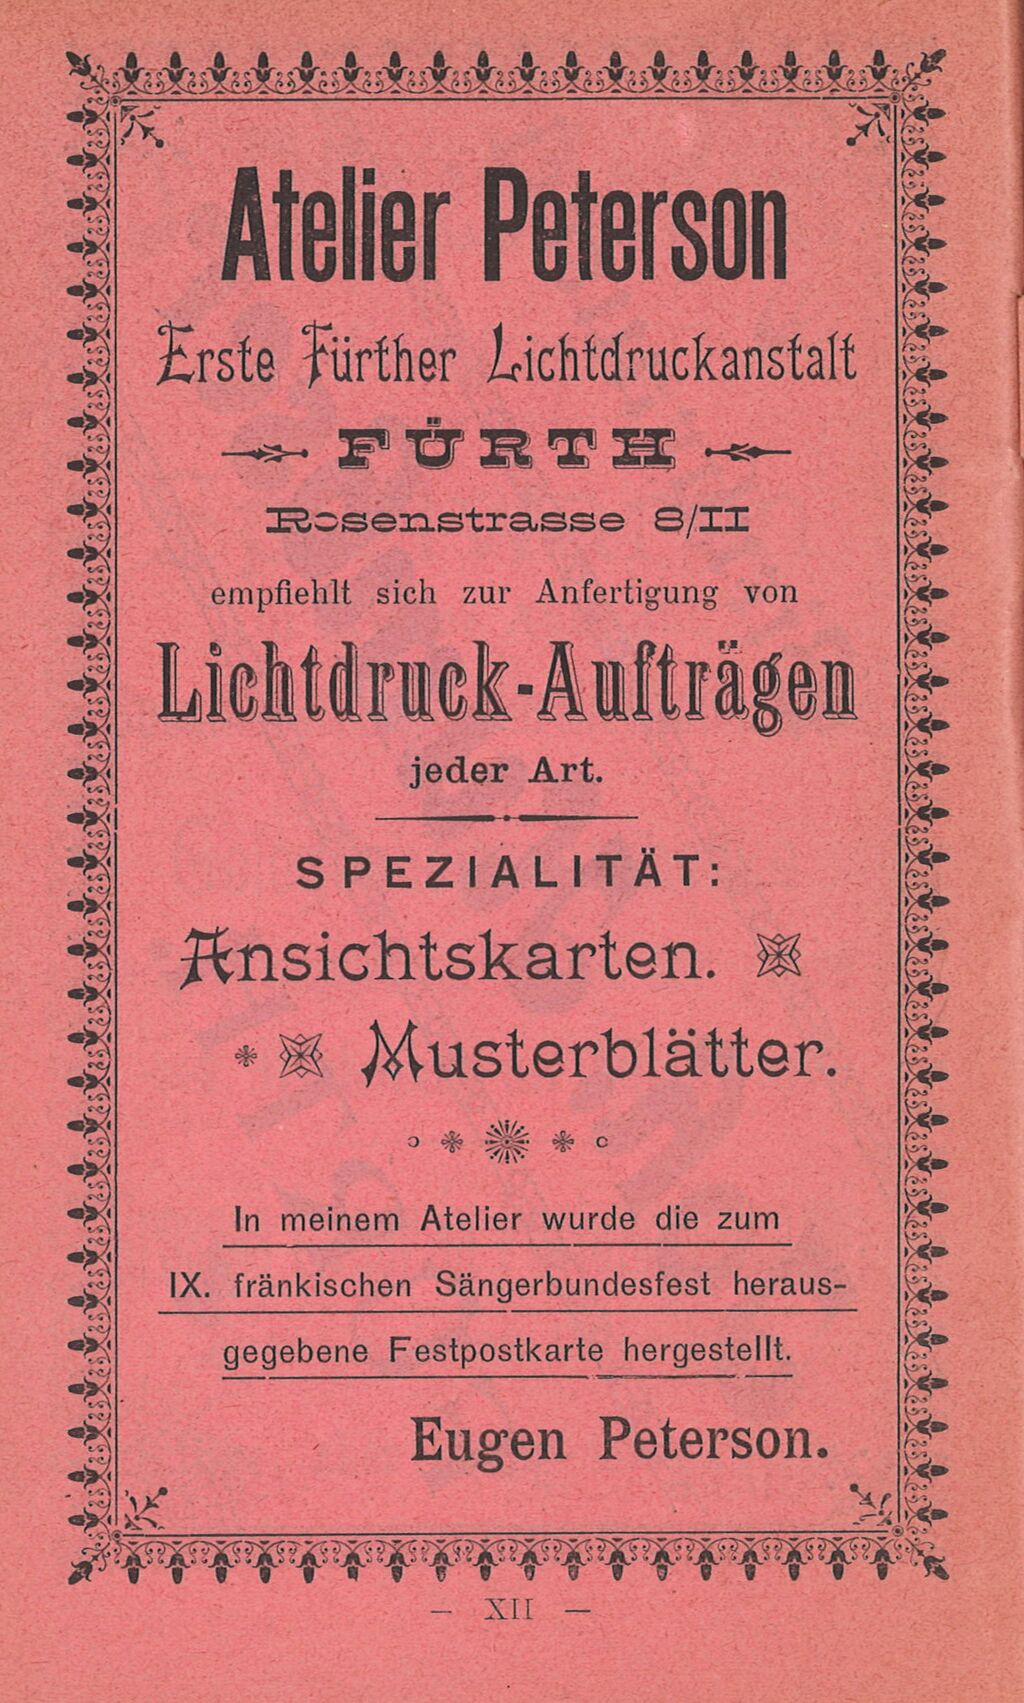 Atelier Peterson
Erste Fürther Lichtdruckanstalt
FÜRTH
Rosenstrasse 8/II
empfiehlt sich zur Anfertigung von
Lichtdruck-Aufträgen
jeder Art.
SPEZIALITÄT:
Ansichtskarten.
Musterblätter.
In meinem Atelier wurde die zum
IX. fränkischen Sängerbundesfest heraus-
gegebene Festpostkarte hergestellt.
Eugen Peterson.
— XII —